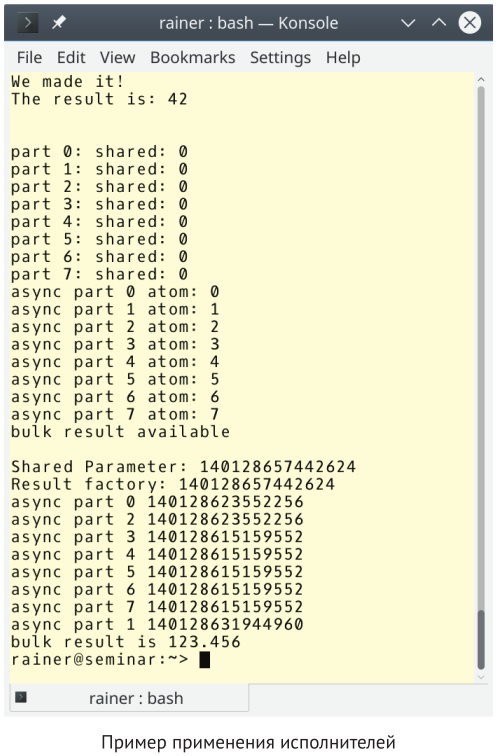 rainer : bash — Konsole
File Edit View Bookmarks Settings Help
We made it!
The result is: 42
part 0: shared: 0
part 1: shared: 0
part 2: shared: 0
part 3: shared: 0
part 4: shared: 0
part 5: shared: 0
part 6: shared: 0
part 7: shared: 0
async part 0 atom: 0
async part 1 atom: 1
async part 2 atom: 2
async part 3 atom: 3
async part 4 atom: 4
async part 5 atom: 5
async part 6 atom: 6
async part 7 atom: 7
bulk result available
Shared Parameter: 140128657442624
Result factory: 140128657442624
async part 0 140128623552256
async part 2 140128623552256
async part 3 140128615159552
async part 4 140128615159552
async part 5 140128615159552
async part 6 140128615159552
async part 7 140128615159552
async part 1 140128631944960
bulk result is 123.456
rainer@seminar:~>
rainer : bash
Пример применения исполнителей